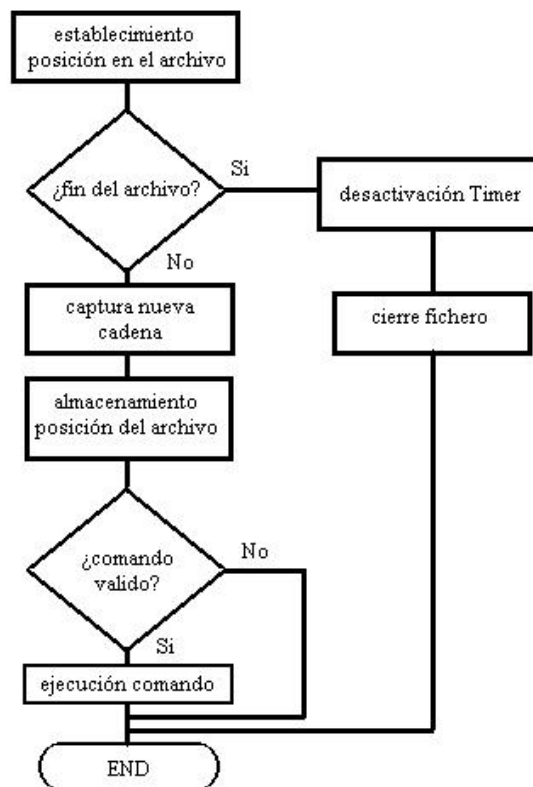 establecimiento
posición en el archivo
¿fin del archivo?
Si
desactivación Timer
No
captura nueva
cadena
cierre fichero
almacenamiento
posición del archivo
¿comando
valido?
No
Si
ejecución comando
END